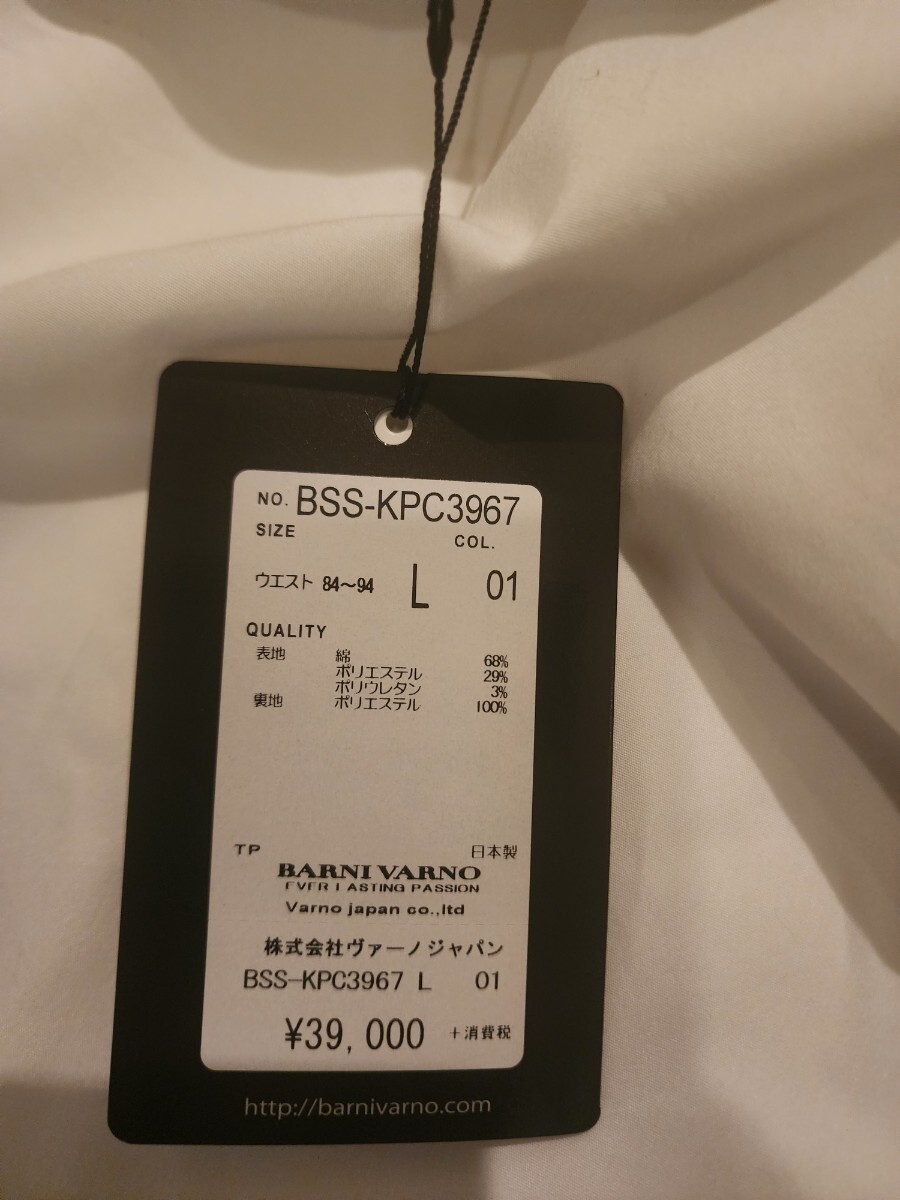 NO. BSS-KPC3967
SIZE COL.
ウエスト 84～94 L 01
QUALITY
表地 綿 68%
ポリエステル 29%
ポリウレタン 3%
裏地 ポリエステル 100%
TP 日本製
BARNI VARNO
EVER LASTING PASSION
Varno japan co.,ltd
株式会社ヴァーノジャパン
BSS-KPC3967 L 01
¥39,000 +消費税
http://barnivarno.com